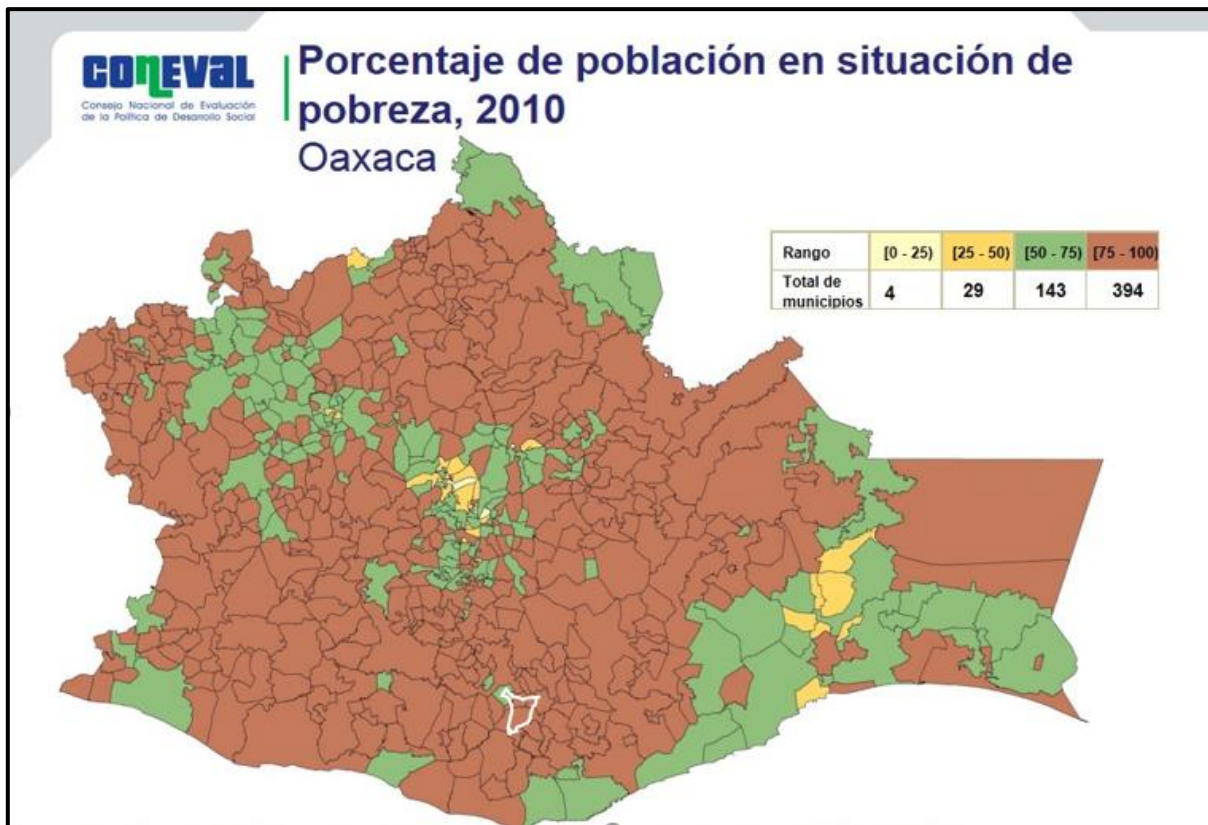 CONEVAL
Consejo Nacional de Evaluación
de la Política de Desarrollo Social
Porcentaje de población en situación de
pobreza, 2010
Oaxaca
Rango [0 - 25) [25 - 50) [50 - 75) [75 - 100)
Total de
municipios 4 29 143 394